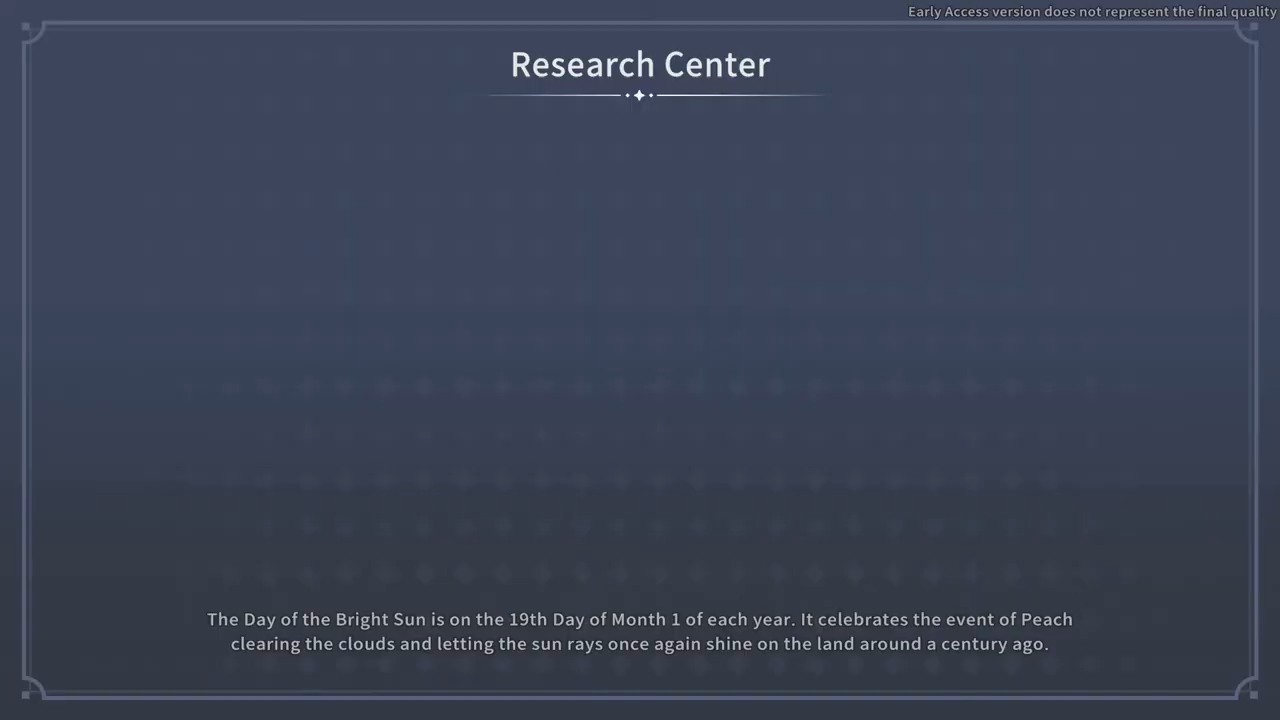 Early Access version does not represent the final quality
Research Center
The Day of the Bright Sun is on the 19th Day of Month 1 of each year. It celebrates the event of Peach
clearing the clouds and letting the sun rays once again shine on the land around a century ago.